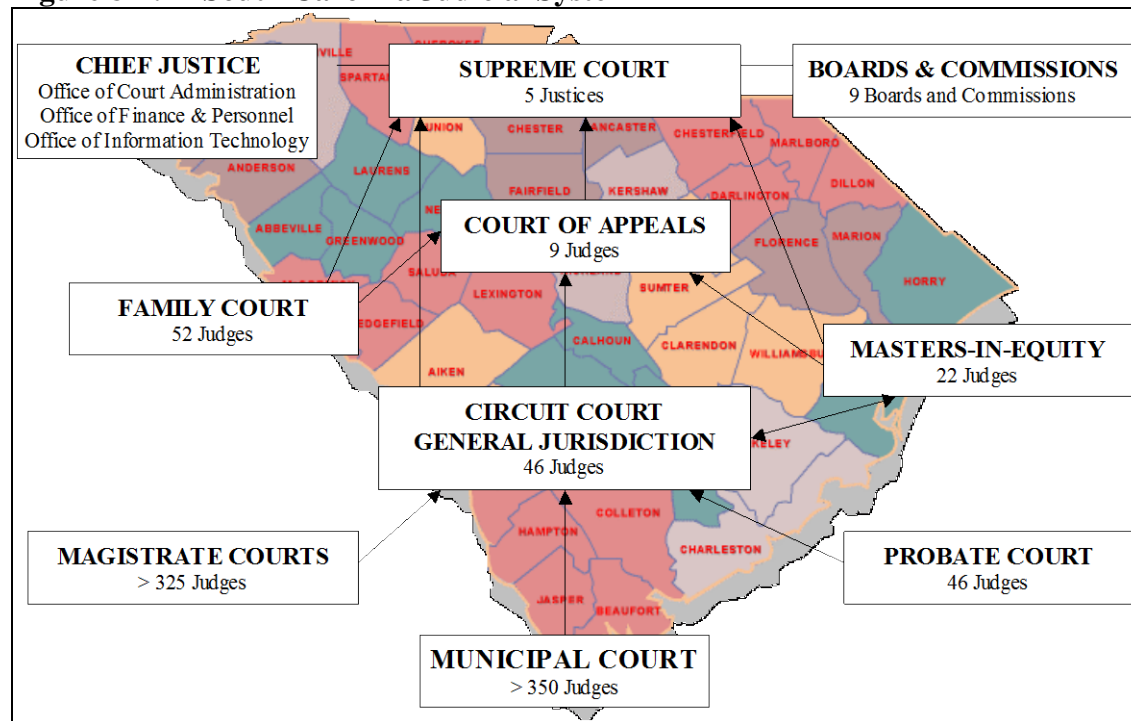 CHIEF JUSTICE
Office of Court Administration
Office of Finance & Personnel
Office of Information Technology
SUPREME COURT
5 Justices
BOARDS & COMMISSIONS
9 Boards and Commissions
UNION
CHESTER
CHESTERFIELD
MARLBORO
ANDERSON
LAURENS
FAIRFIELD
KERSHAW
DARLINGTON
DILLON
COURT OF APPEALS
9 Judges
ABBEVILLE
GREENWOOD
FLORENCE
MARION
HORRY
LEXINGTON
SUMTER
FAMILY COURT
52 Judges
CALHOUN
CLARENDON
MASTERS-IN-EQUITY
22 Judges
AIKEN
CIRCUIT COURT
GENERAL JURISDICTION
46 Judges
COLLETON
HAMPTON
CHARLESTON
MAGISTRATE COURTS
> 325 Judges
PROBATE COURT
46 Judges
JASPER
BEAUFORT
MUNICIPAL COURT
> 350 Judges